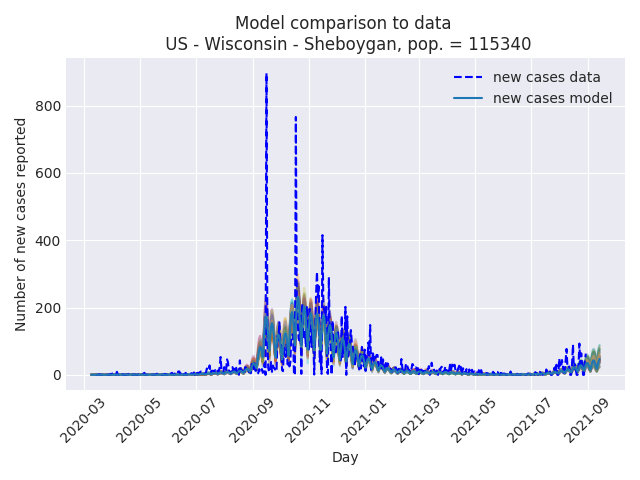 Model comparison to data
US - Wisconsin - Sheboygan, pop. = 115340
new cases data
new cases model
Number of new cases reported
800
600
400
200
0
2020-03
2020-05
2020-07
2020-09
2020-11
2021-01
2021-03
2021-05
2021-07
2021-09
Day